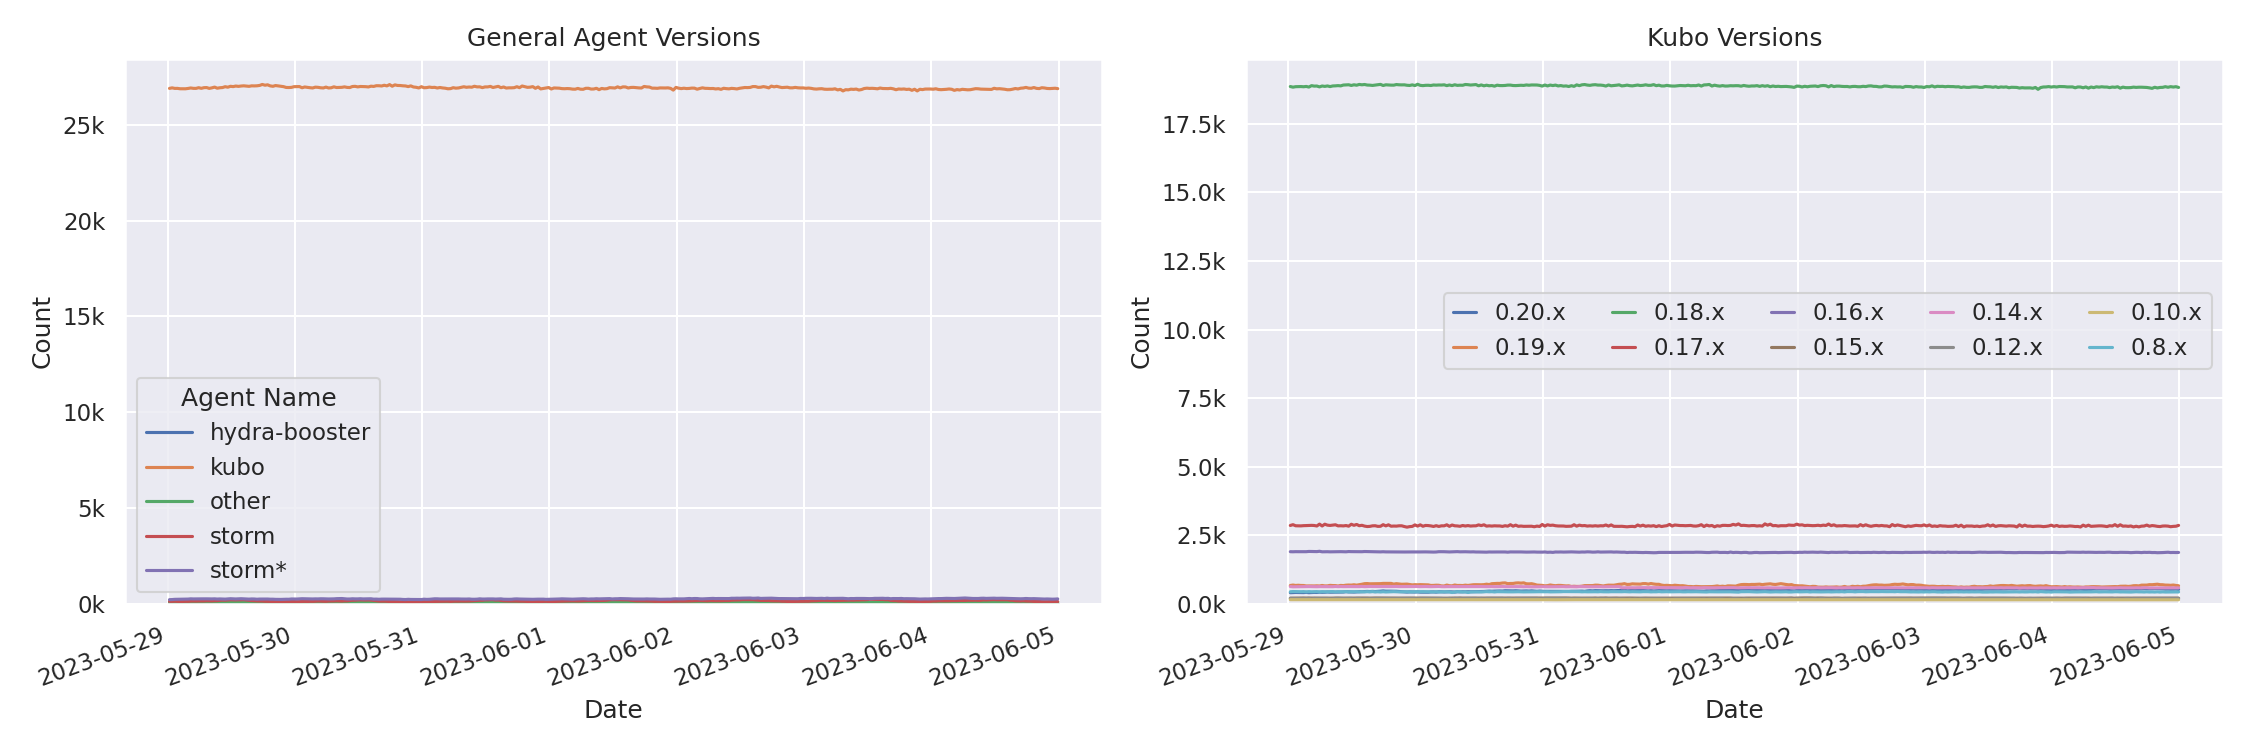 General Agent Versions
25k
20k
15k
10k
5k
0k
Count
Agent Name
hydra-booster
kubo
other
storm
storm*
2023-05-29
2023-05-30
2023-05-31
2023-06-01
2023-06-02
2023-06-03
2023-06-04
2023-06-05
Date
Kubo Versions
17.5k
15.0k
12.5k
10.0k
7.5k
5.0k
2.5k
0.0k
Count
0.20.x 0.18.x 0.16.x 0.14.x 0.10.x
0.19.x 0.17.x 0.15.x 0.12.x 0.8.x
2023-05-29
2023-05-30
2023-05-31
2023-06-01
2023-06-02
2023-06-03
2023-06-04
2023-06-05
Date